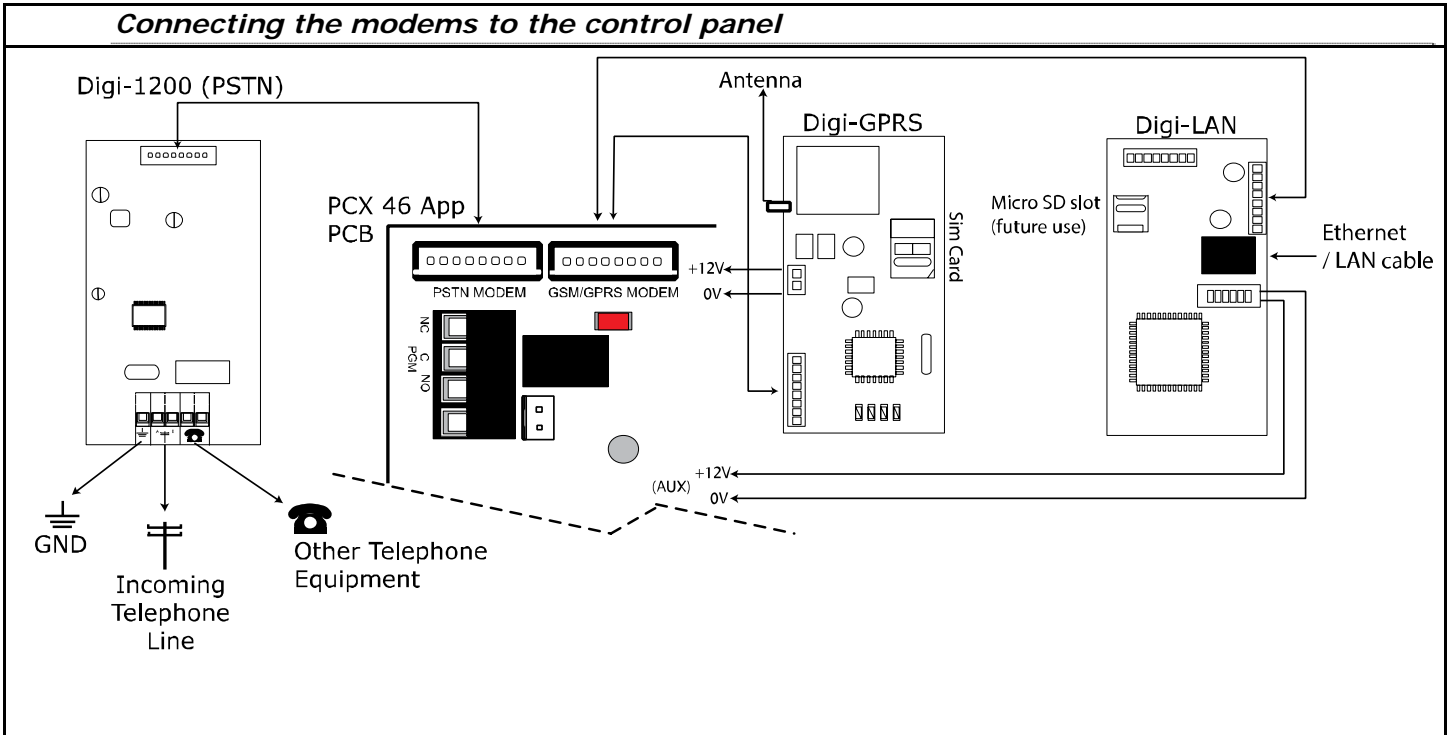 Connecting the modems to the control panel
Digi-1200 (PSTN)
Antenna
Digi-GPRS
Digi-LAN
PCX 46 App
PCB
Micro SD slot
(future use)
Sim Card
Ethernet
/ LAN cable
+12V
0V
PSTN MODEM
GSM/GPRS MODEM
NC
C
NO
PGM
+12V
(AUX)
0V
GND
Incoming
Telephone
Line
Other Telephone
Equipment